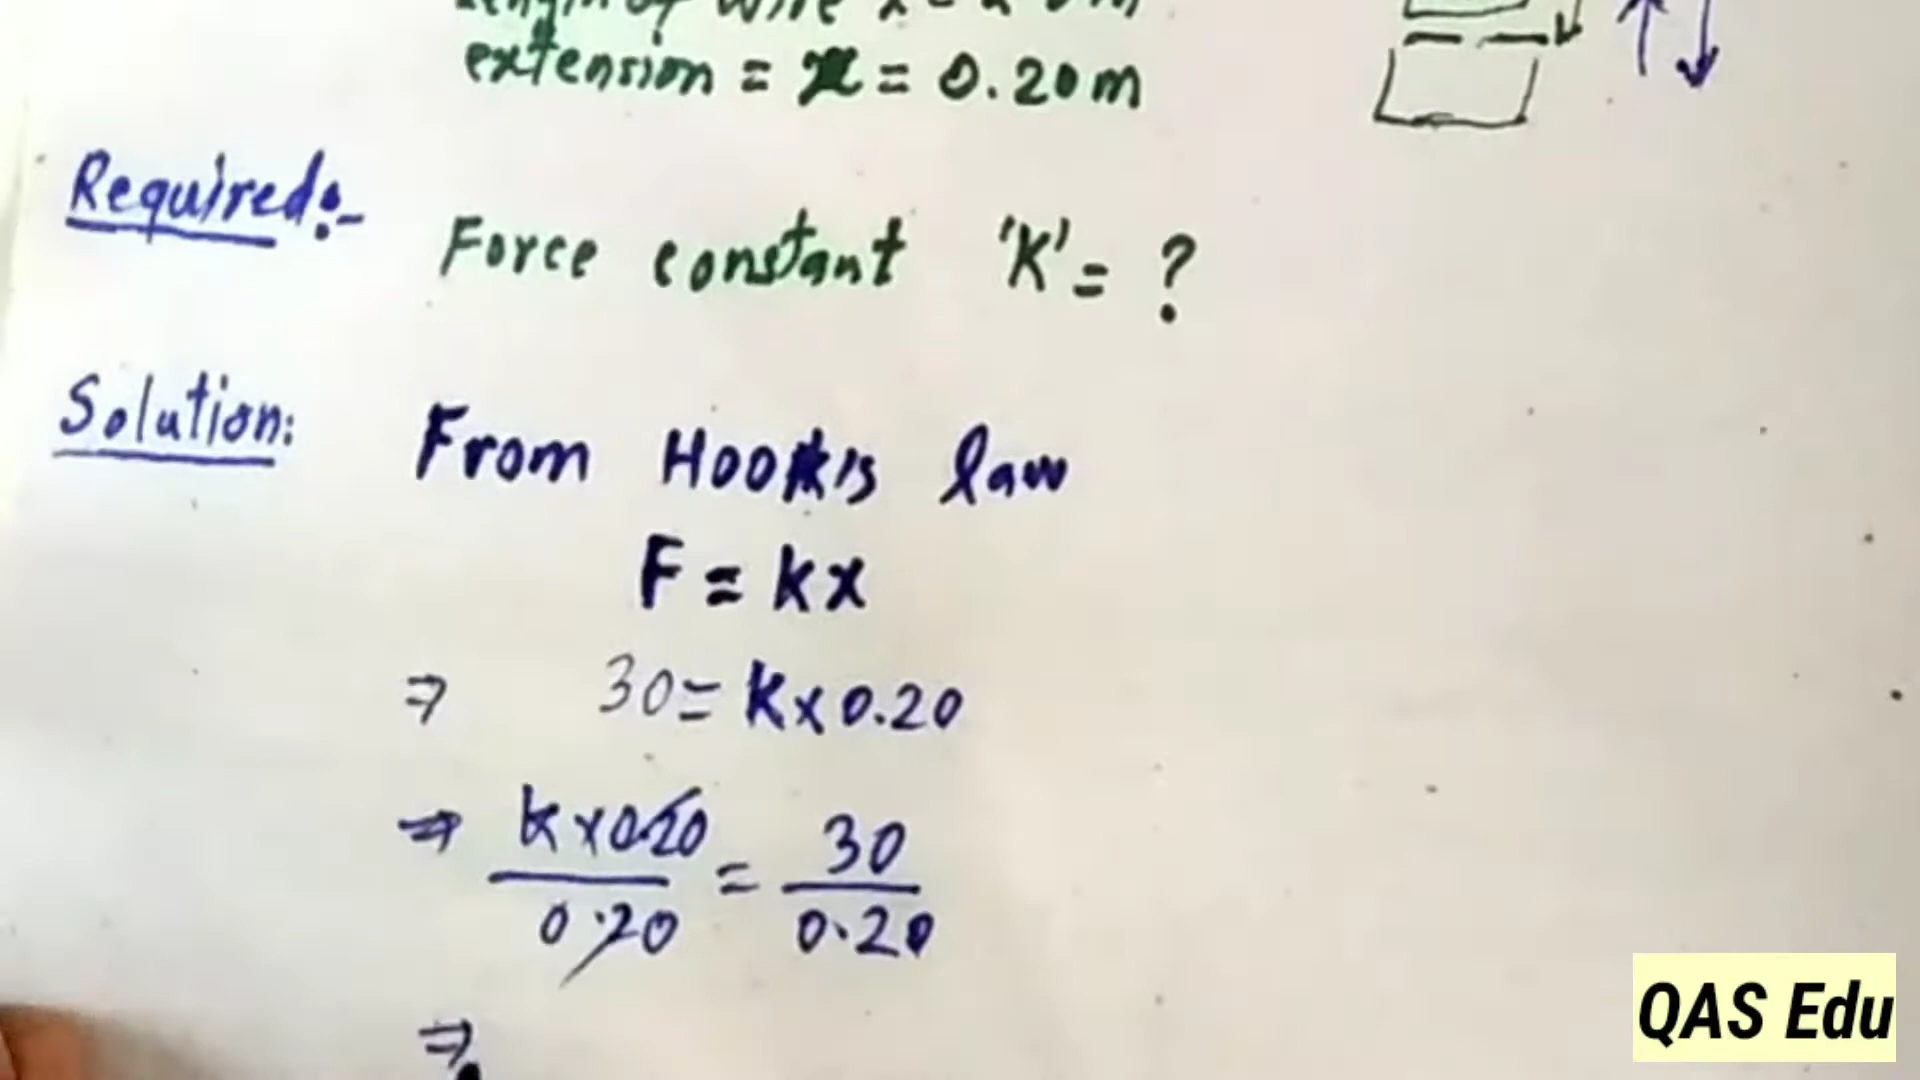 extension = x = 0.20m
Required:-
Force constant 'K' = ?
Solution:
From Hook's law
F = kx
⇒ 30 = k x 0.20
⇒ k x 0.20 / 0.20 = 30 / 0.20
⇒
QAS Edu